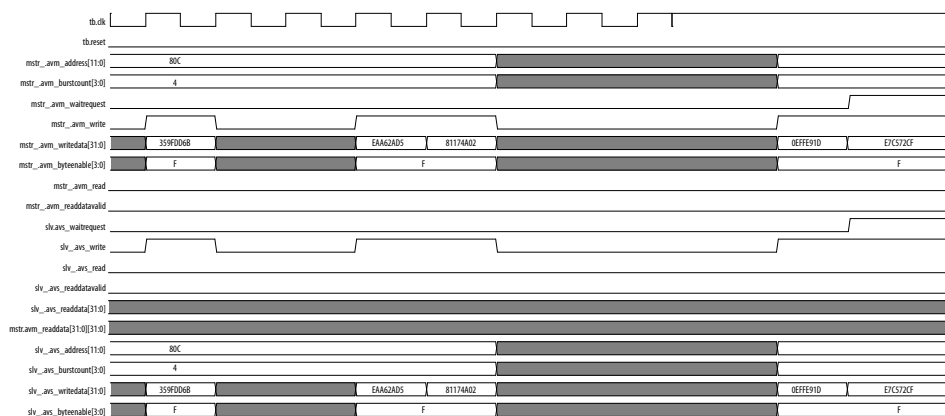 tb.clk
tb.reset
mstr_.avm_address[11:0] 80C
mstr_.avm_burstcount[3:0] 4
mstr_.avm_waitrequest
mstr_.avm_write
mstr_.avm_writedata[31:0] 359FDD6B EAA62AD5 81174A02 0EFFE91D E7C572CF
mstr_.avm_byteenable[3:0] F F F
mstr_.avm_read
mstr_.avm_readdatavalid
slv.avs_waitrequest
slv_.avs_write
slv_.avs_read
slv_.avs_readdatavalid
slv_.avs_readdata[31:0]
mstr.avm_readdata[31:0][31:0]
slv_.avs_address[11:0] 80C
slv_.avs_burstcount[3:0] 4
slv_.avs_writedata[31:0] 359FDD6B EAA62AD5 81174A02 0EFFE91D E7C572CF
slv_.avs_byteenable[3:0] F F F